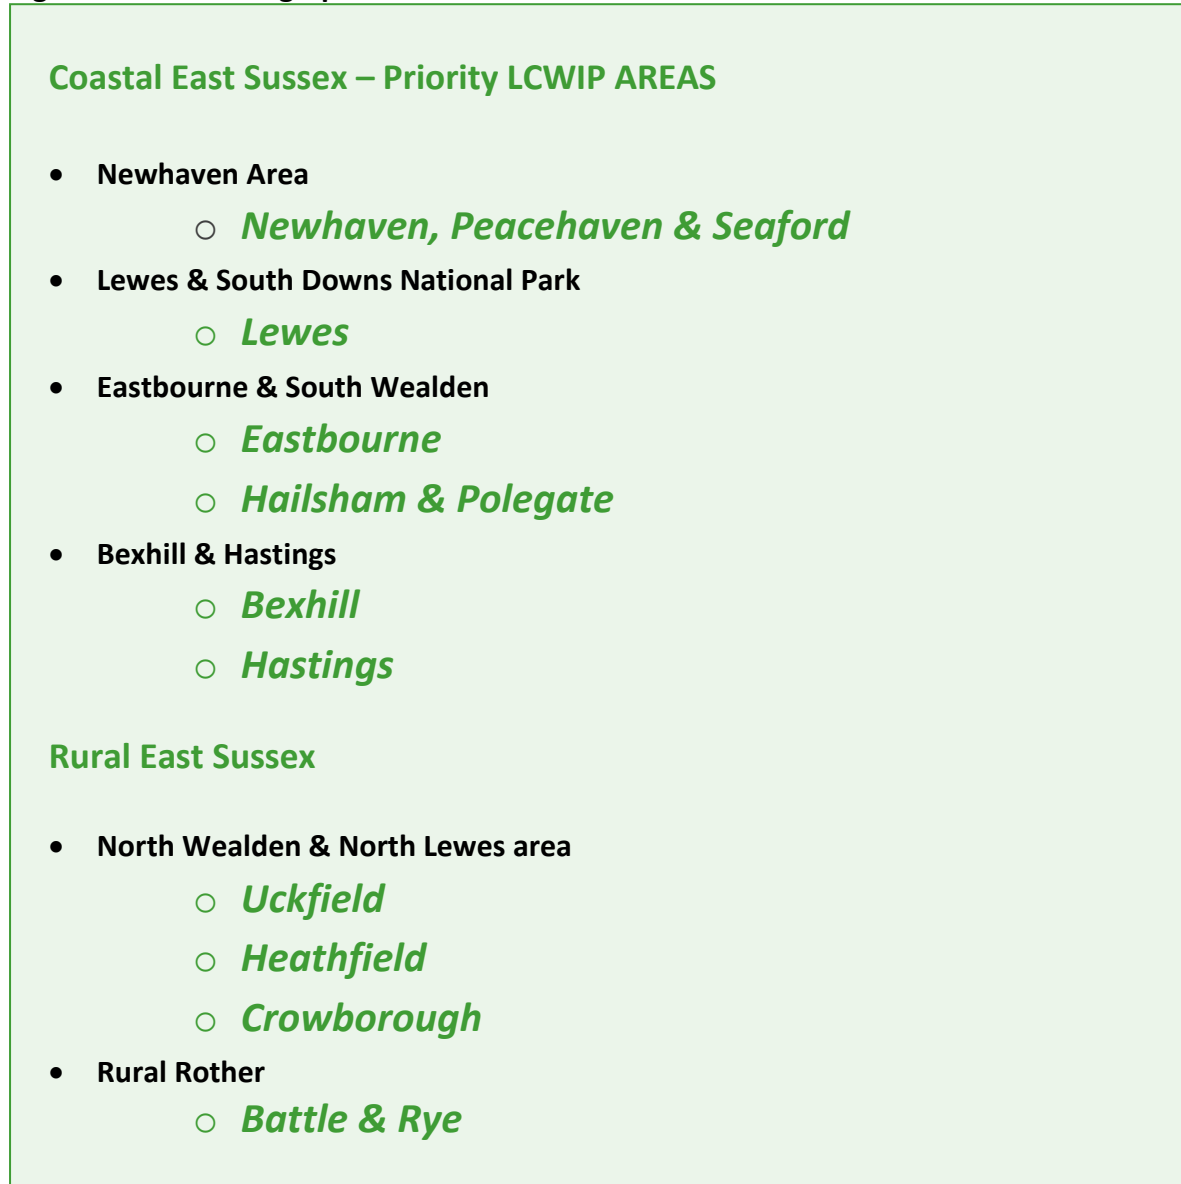 Coastal East Sussex – Priority LCWIP AREAS
• Newhaven Area
o Newhaven, Peacehaven & Seaford
• Lewes & South Downs National Park
o Lewes
• Eastbourne & South Wealden
o Eastbourne
o Hailsham & Polegate
• Bexhill & Hastings
o Bexhill
o Hastings
Rural East Sussex
• North Wealden & North Lewes area
o Uckfield
o Heathfield
o Crowborough
• Rural Rother
o Battle & Rye